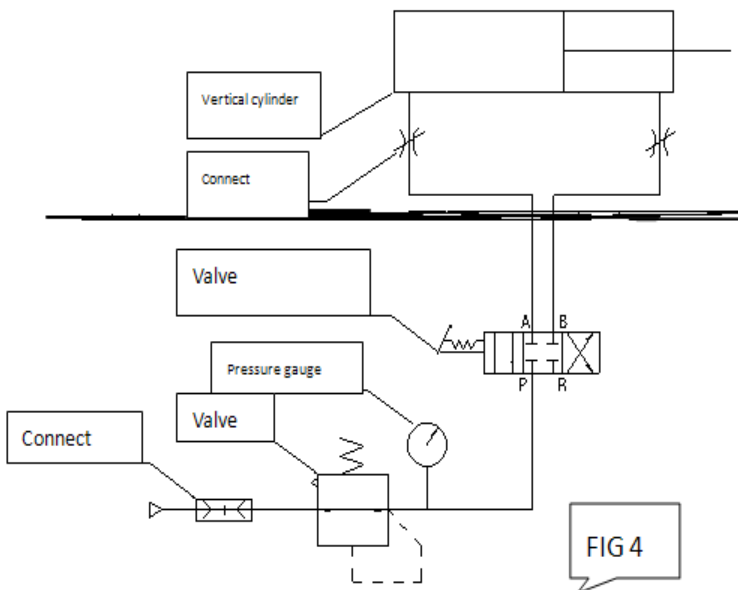 Vertical cylinder
Connect
Valve
A B
Pressure gauge
P R
Valve
Connect
FIG 4